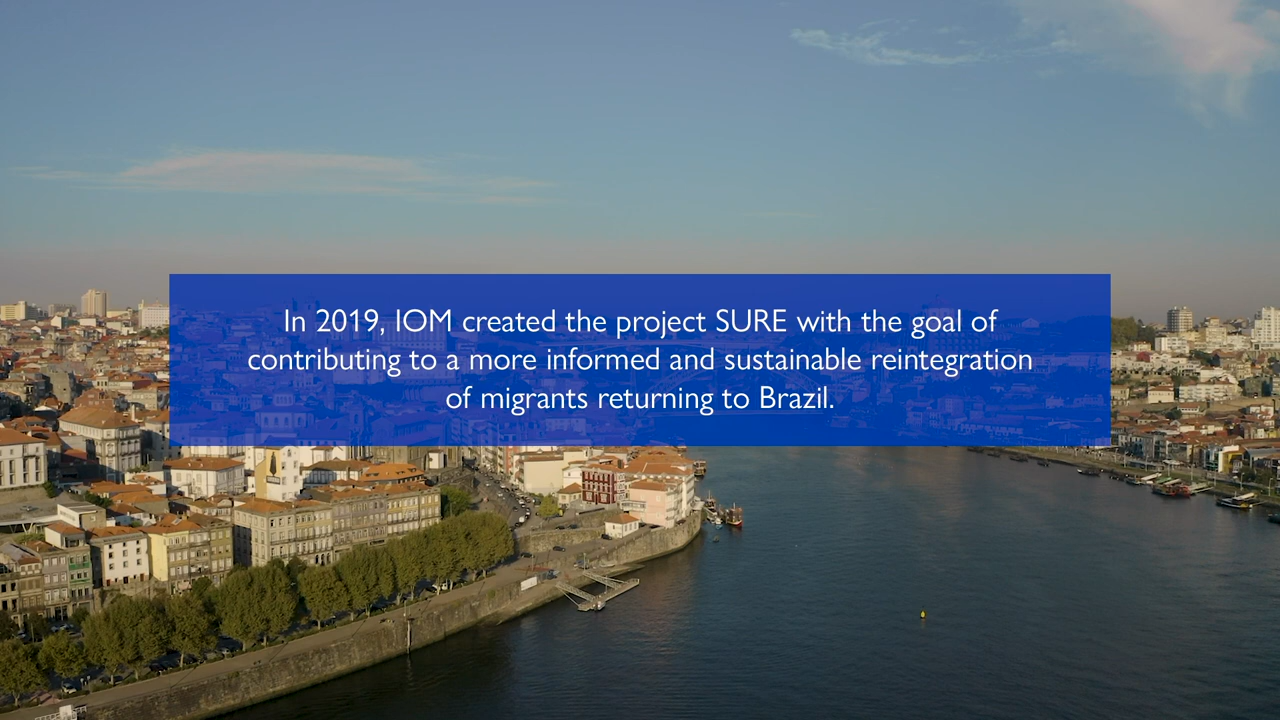 In 2019, IOM created the project SURE with the goal of
contributing to a more informed and sustainable reintegration
of migrants returning to Brazil.